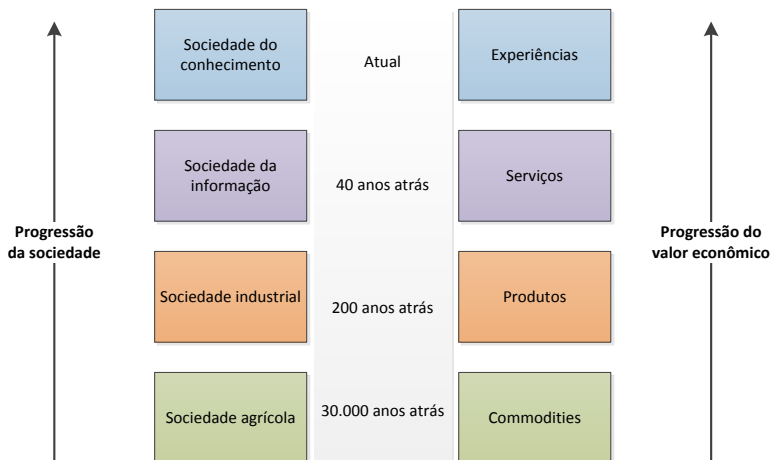 Sociedade do
conhecimento
Atual
Experiências
Sociedade da
informação
40 anos atrás
Serviços
Progressão
da sociedade
Progressão do
valor econômico
Sociedade industrial
200 anos atrás
Produtos
Sociedade agrícola
30.000 anos atrás
Commodities